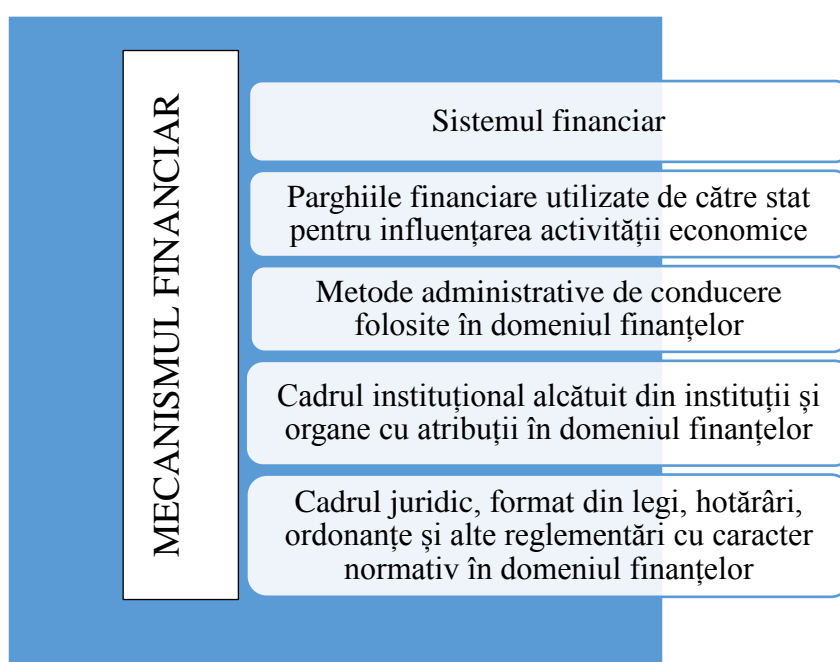 MECANISMUL FINANCIAR
Sistemul financiar
Parghiile financiare utilizate de către stat
pentru influențarea activității economice
Metode administrative de conducere
folosite în domeniul finanțelor
Cadrul instituțional alcătuit din instituții și
organe cu atribuții în domeniul finanțelor
Cadrul juridic, format din legi, hotărâri,
ordonanțe și alte reglementări cu caracter
normativ în domeniul finanțelor